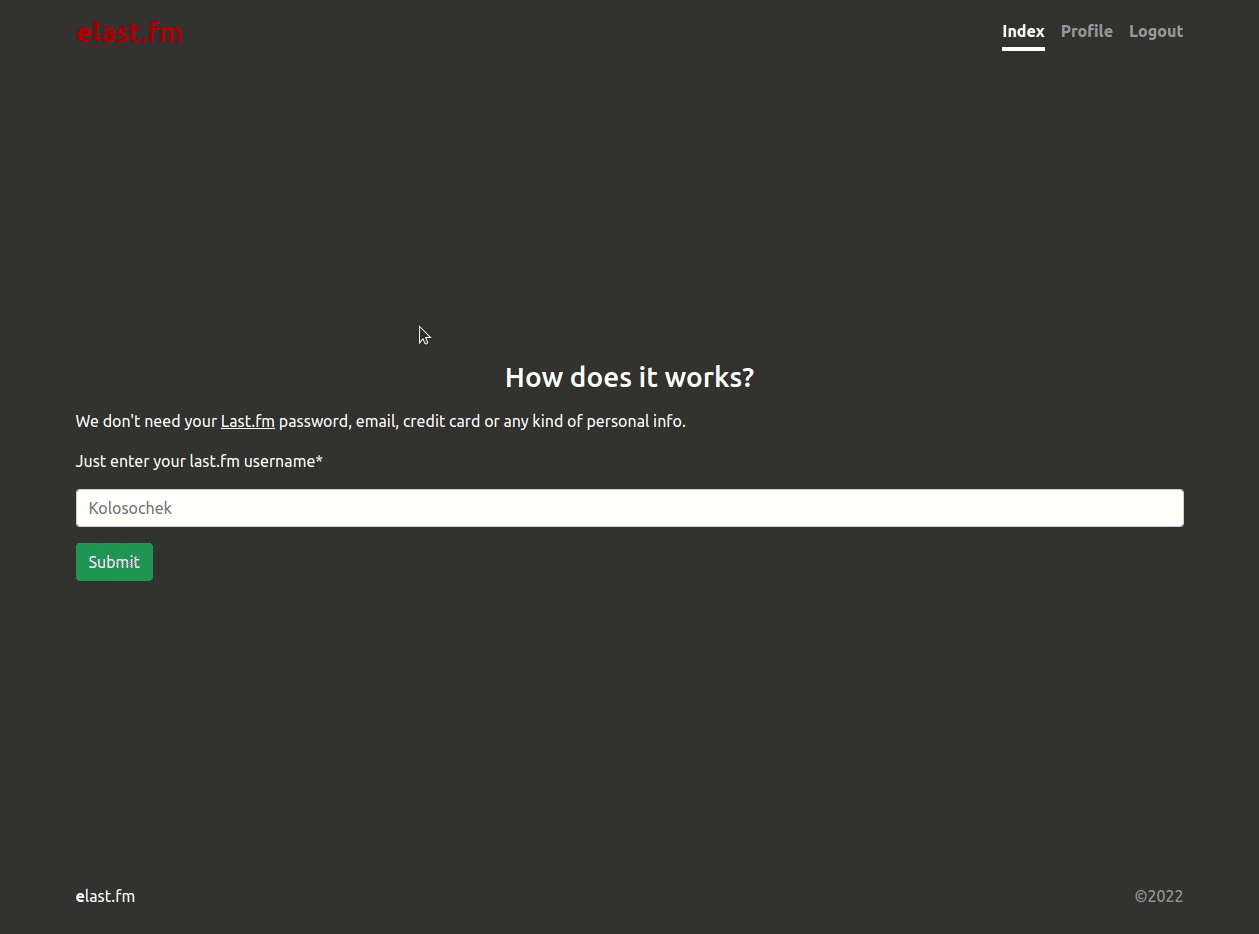 elast.fm
Index Profile Logout
How does it works?
We don't need your Last.fm password, email, credit card or any kind of personal info.
Just enter your last.fm username*
Kolosochek
Submit
elast.fm
©2022